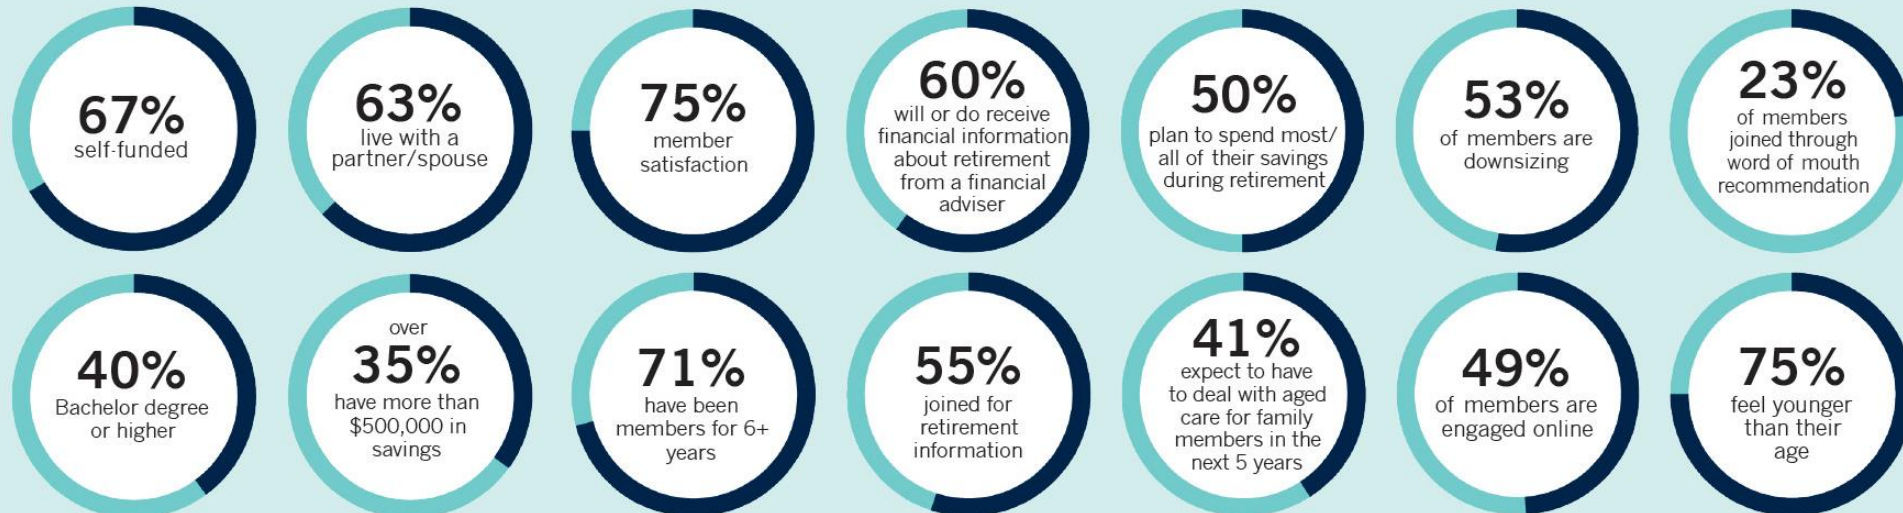 67%
self-funded
63%
live with a
partner/spouse
75%
member
satisfaction
60%
will or do receive
financial information
about retirement
from a financial
adviser
50%
plan to spend most/
all of their savings
during retirement
53%
of members are
downsizing
23%
of members
joined through
word of mouth
recommendation
40%
Bachelor degree
or higher
over
35%
have more than
$500,000 in
savings
71%
have been
members for 6+
years
55%
joined for
retirement
information
41%
expect to have
to deal with aged
care for family
members in the
next 5 years
49%
of members are
engaged online
75%
feel younger
than their
age